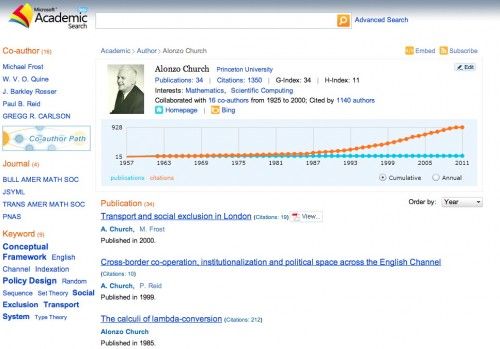 Microsoft
Academic
Search
Advanced Search
Co-author (16)
Michael Frost
W. V. O. Quine
J. Barkley Rosser
Paul B. Reid
GREGG R. CARLSON
Co-author Path
Journal (4)
BULL AMER MATH SOC
JSYML
TRANS AMER MATH SOC
PNAS
Keyword (9)
Conceptual
Framework English
Channel Indexation
Policy Design Random
Sequence Set Theory Social
Exclusion Transport
System Type Theory
Academic > Author > Alonzo Church
Embed Subscribe
Alonzo Church Princeton University
Edit
Publications: 34 | Citations: 1350 | G-Index: 34 | H-Index: 11
Interests: Mathematics, Scientific Computing
Collaborated with 16 co-authors from 1925 to 2000; Cited by 1140 authors
Homepage | Bing
928
15
1957 1963 1969 1975 1981 1987 1993 1999 2005 2011
publications citations
Cumulative Annual
Publication (34)
Order by: Year
Transport and social exclusion in London (Citations: 19) View...
A. Church, M. Frost
Published in 2000.
Cross-border co-operation, institutionalization and political space across the English Channel
(Citations: 10)
A. Church, P. Reid
Published in 1999.
The calculi of lambda-conversion (Citations: 212)
Alonzo Church
Published in 1985.